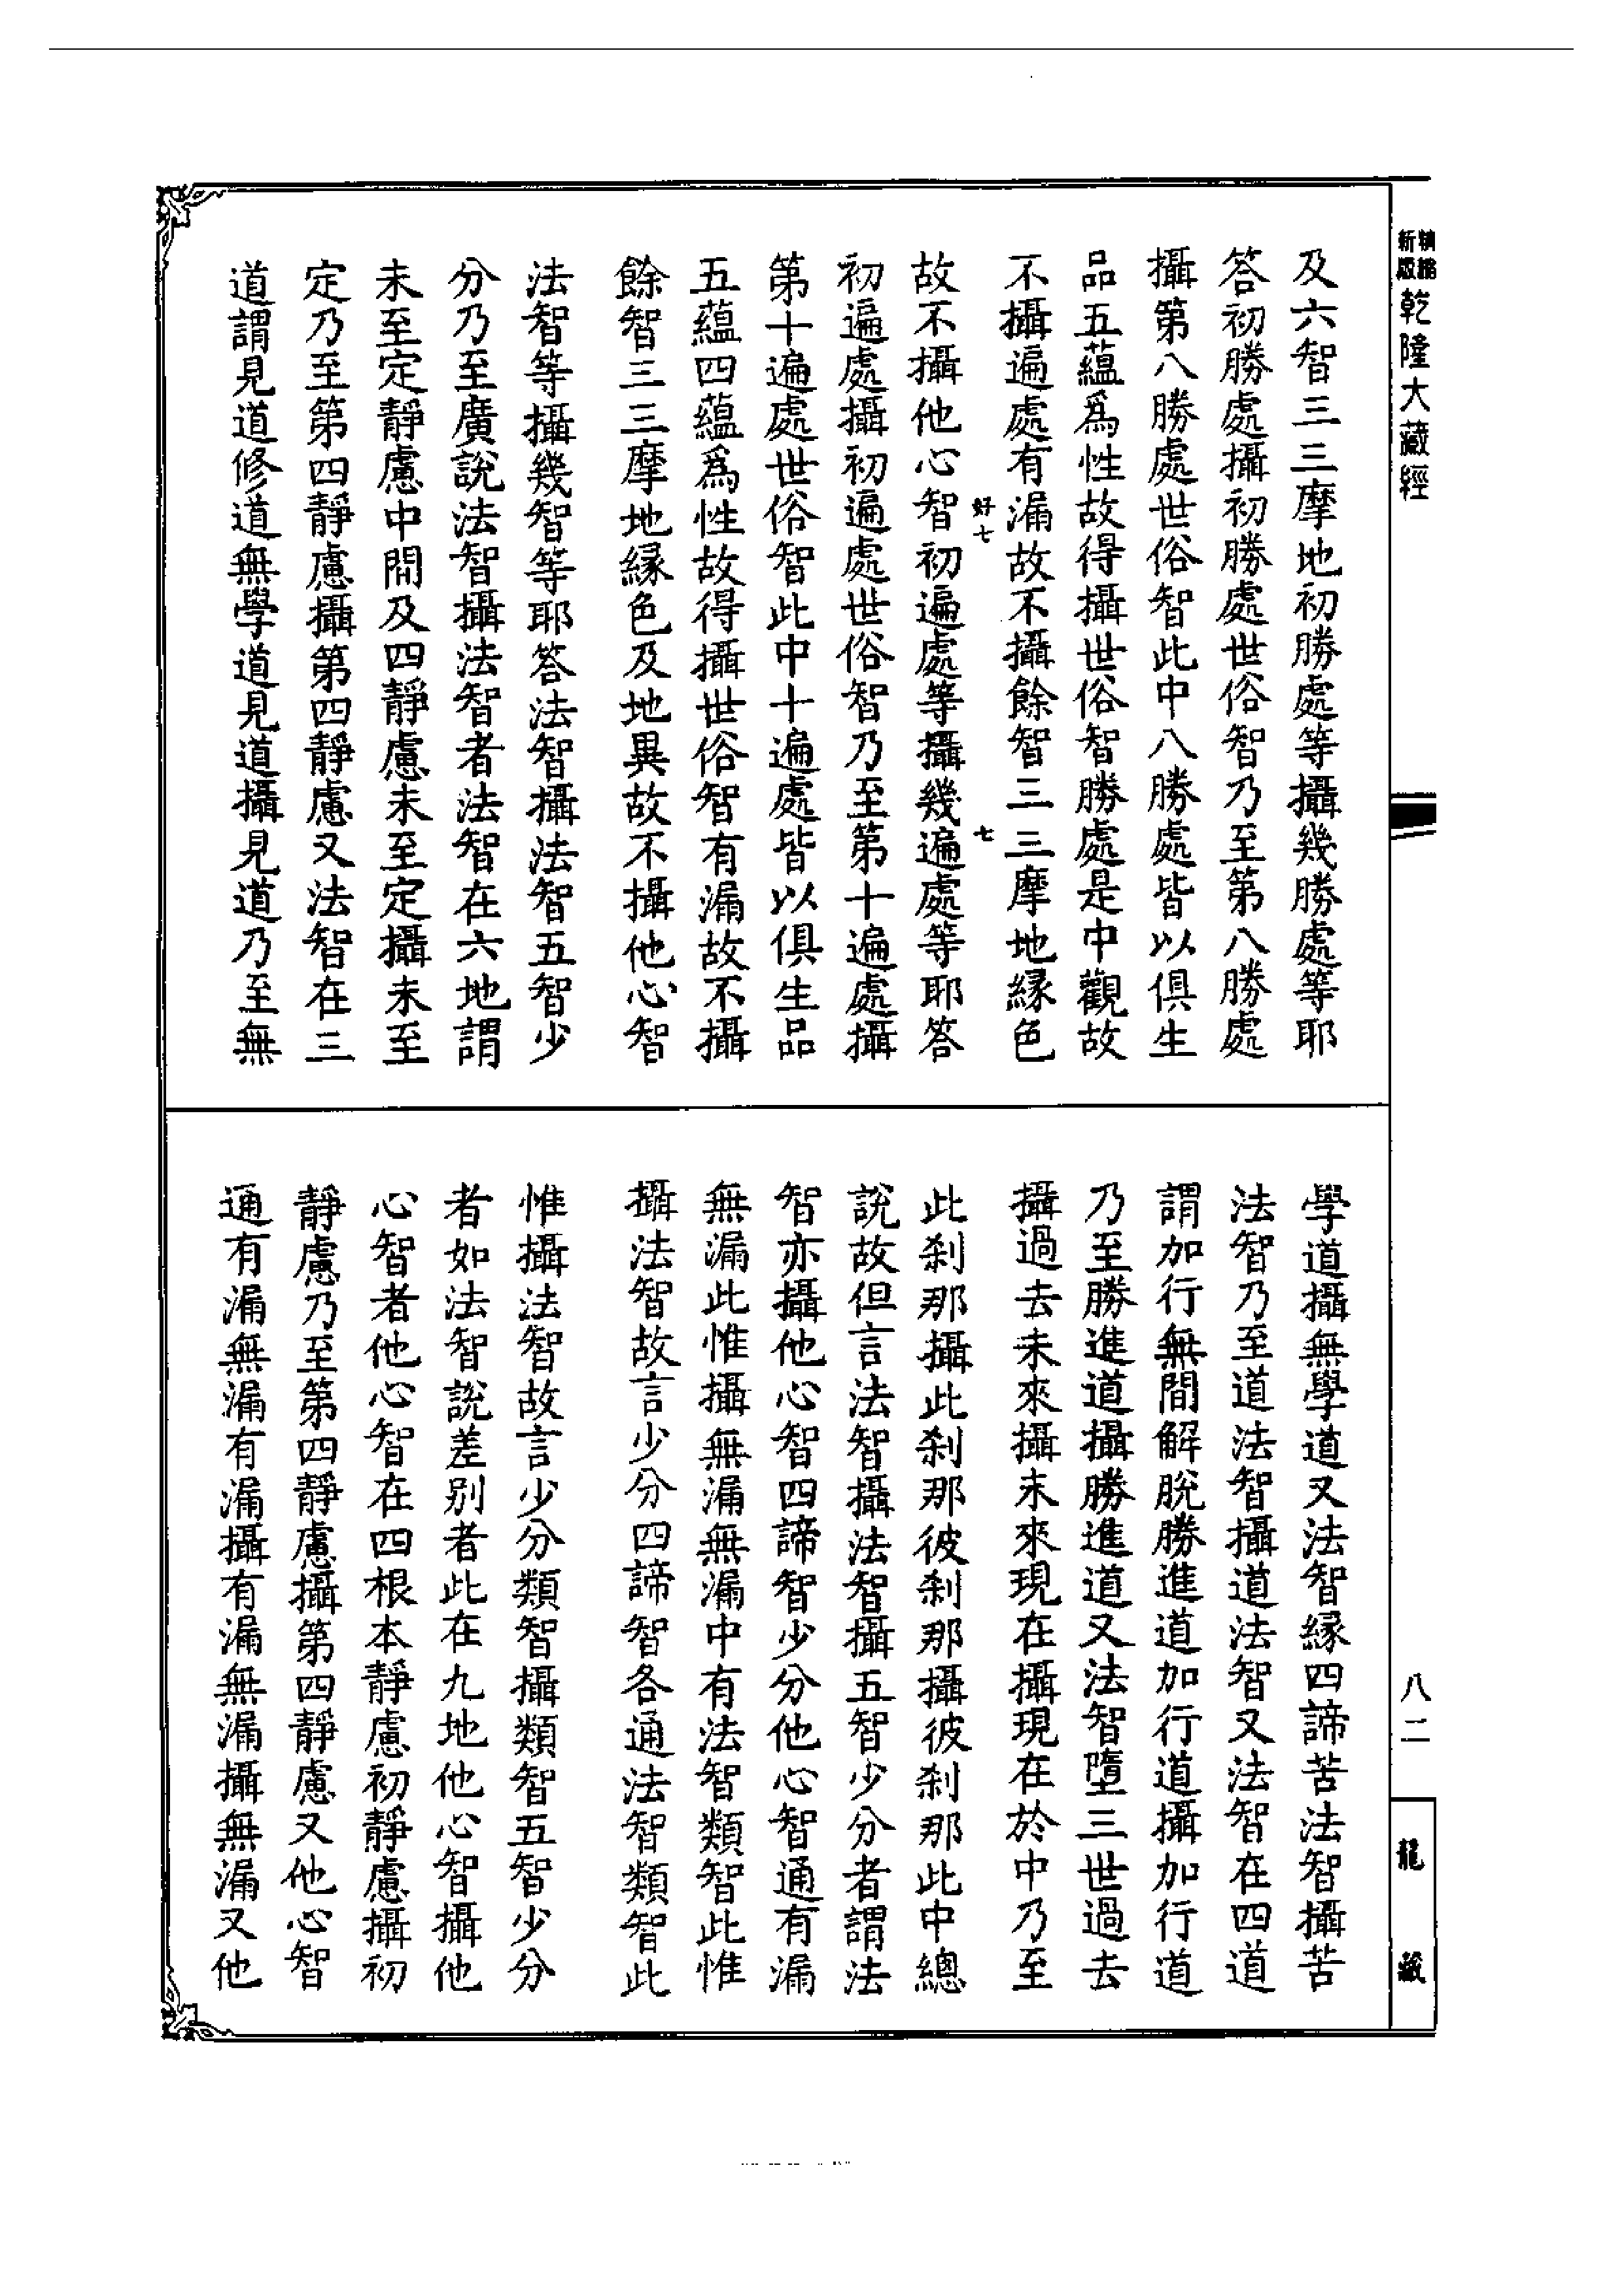 精縮
新版
乾隆大藏經
及六智三三摩地初勝處等攝幾勝處等耶
答初勝處攝初勝處世俗智乃至第八勝處
攝第八勝處世俗智此中八勝處皆以俱生
品五蘊爲性故得攝世俗智勝處是中觀故
不攝遍處有漏故不攝餘智三三摩地緣色
好七
七
故不攝他心智初遍處等攝幾遍處等耶答
初遍處攝初遍處世俗智乃至第十遍處攝
第十遍處世俗智此中十遍處皆以俱生品
五蘊四蘊爲性故得攝世俗智有漏故不攝
餘智三三摩地緣色及地異故不攝他心智
法智等攝幾智等耶答法智攝法智五智少
分乃至廣說法智攝法智者法智在六地謂
未至定靜慮中間及四靜慮未至定攝未至
定乃至第四靜慮攝第四靜慮又法智在三
道謂見道修道無學道見道攝見道乃至無
學道攝無學道又法智緣四諦苦法智攝苦
法智乃至道法智攝道法智又法智在四道
謂加行無間解脫勝進道加行道攝加行道
乃至勝進道攝勝進道又法智墮三世過去
攝過去未來攝未來現在攝現在於中乃至
此剎那攝此剎那彼剎那攝彼剎那此中總
說故但言法智攝法智攝五智少分者謂法
智亦攝他心智四諦智少分他心智通有漏
無漏此惟攝無漏無漏中有法智類智此惟
攝法智故言少分四諦智各通法智類智此
惟攝法智故言少分類智攝類智五智少分
者如法智說差別者此在九地他心智攝他
心智者他心智在四根本靜慮初靜慮攝初
靜慮乃至第四靜慮攝第四靜慮又他心智
通有漏無漏有漏攝有漏無漏攝無漏又他
八二
龍藏